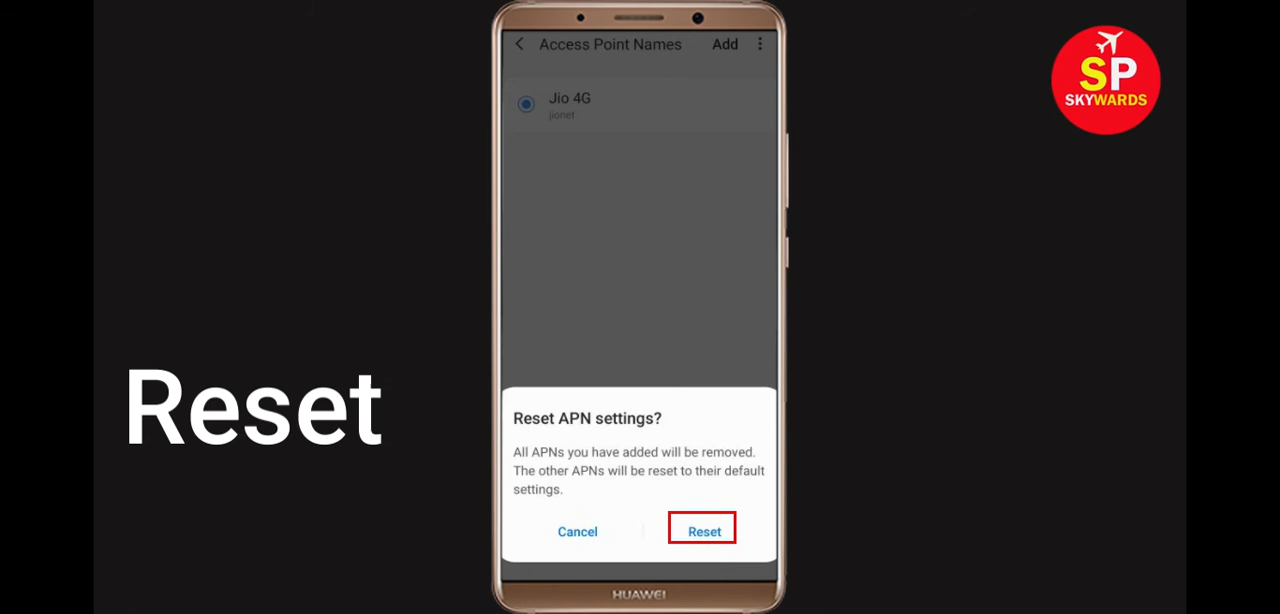 Access Point Names Add
Jio 4G
jionet
SP
SKYWARDS
Reset
Reset APN settings?
All APNs you have added will be removed.
The other APNs will be reset to their default
settings.
Cancel Reset
HUAWEI